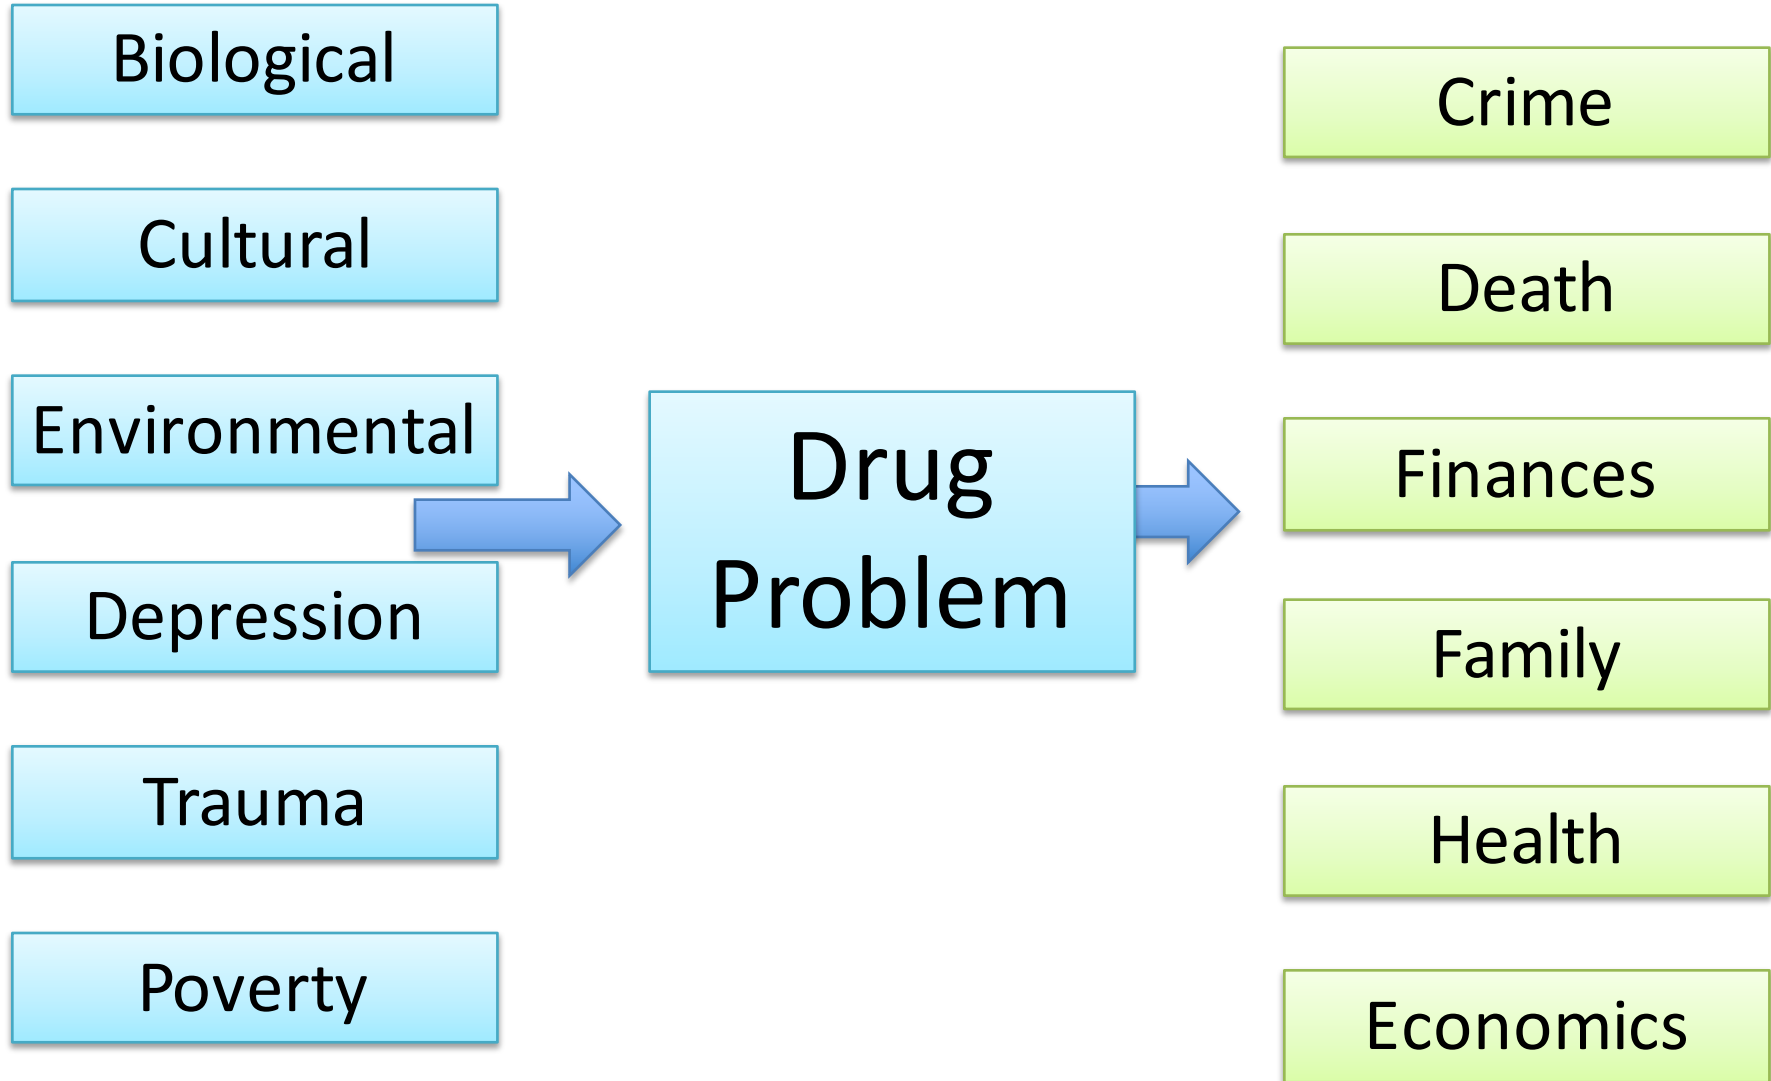 Biological
Cultural
Environmental
Depression
Trauma
Poverty
Drug
Problem
Crime
Death
Finances
Family
Health
Economics